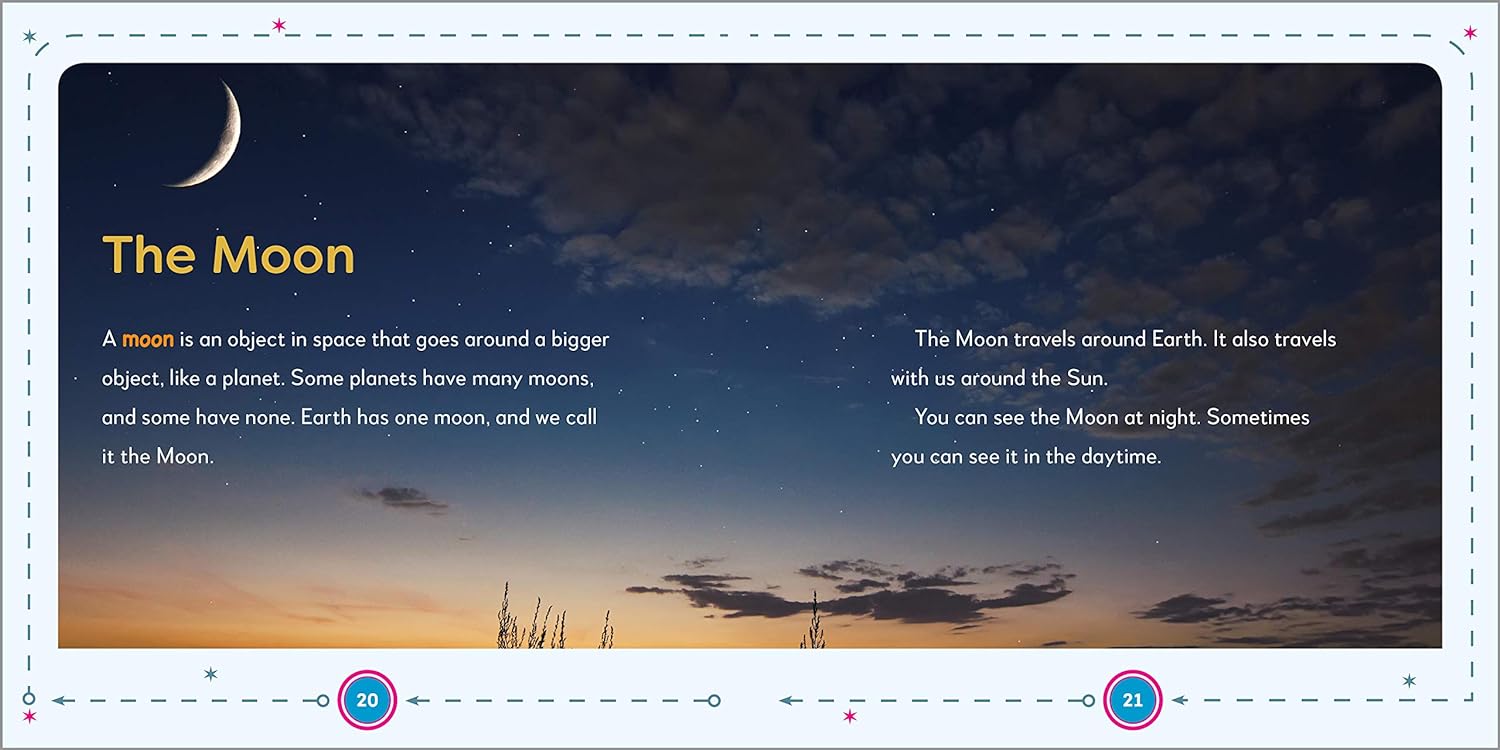 The Moon
A moon is an object in space that goes around a bigger
object, like a planet. Some planets have many moons,
and some have none. Earth has one moon, and we call
it the Moon.
The Moon travels around Earth. It also travels
with us around the Sun.
You can see the Moon at night. Sometimes
you can see it in the daytime.
20
21